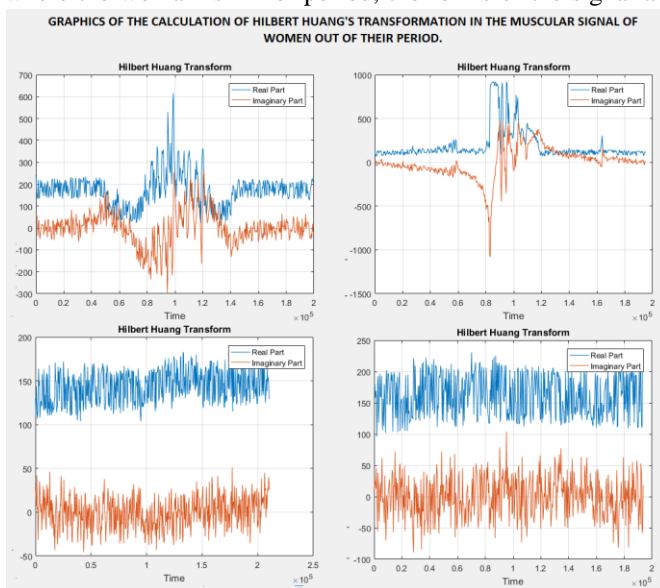 GRAPHICS OF THE CALCULATION OF HILBERT HUANG'S TRANSFORMATION IN THE MUSCULAR SIGNAL OF
WOMEN OUT OF THEIR PERIOD.
Hilbert Huang Transform
Real Part
Imaginary Part
700
600
500
400
300
200
100
0
-100
-200
-300
0 0.2 0.4 0.6 0.8 1 1.2 1.4 1.6 1.8 2
Time
× 10^5
Hilbert Huang Transform
Real Part
Imaginary Part
1000
500
0
-500
-1000
-1500
0 0.2 0.4 0.6 0.8 1 1.2 1.4 1.6 1.8 2
Time
× 10^5
Hilbert Huang Transform
Real Part
Imaginary Part
200
150
100
50
0
-50
0 0.5 1 1.5 2 2.5
Time
× 10^5
Hilbert Huang Transform
Real Part
Imaginary Part
250
200
150
100
50
0
-50
-100
0 0.2 0.4 0.6 0.8 1 1.2 1.4 1.6 1.8 2
Time
× 10^5